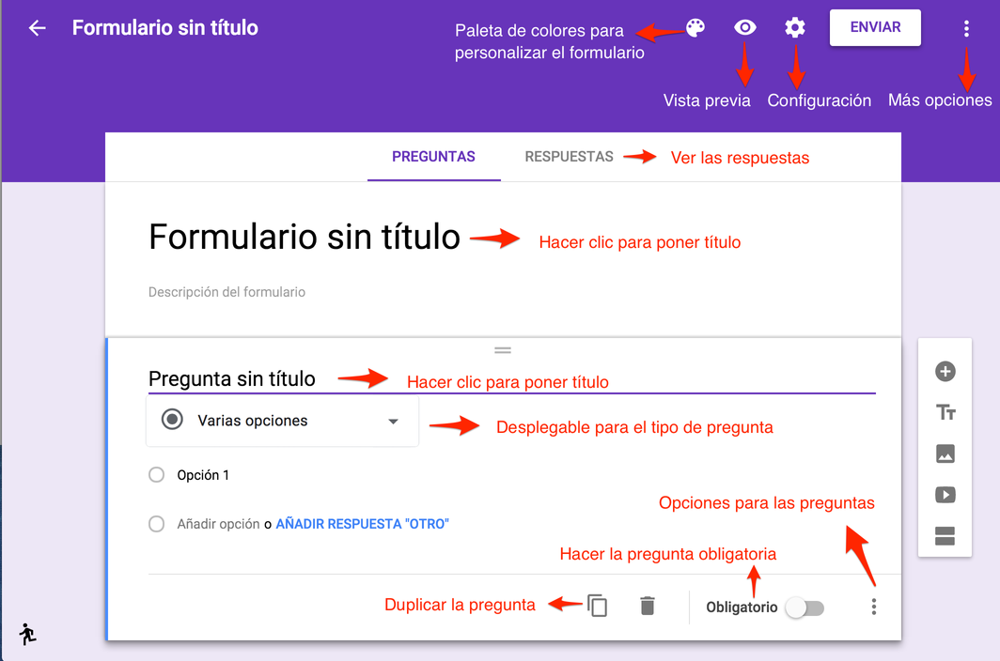 Formulario sin título
Paleta de colores para
personalizar el formulario
ENVIAR
Vista previa
Configuración
Más opciones
PREGUNTAS
RESPUESTAS
Ver las respuestas
Formulario sin título
Hacer clic para poner título
Descripción del formulario
Pregunta sin título
Hacer clic para poner título
Varias opciones
Desplegable para el tipo de pregunta
Opción 1
Opciones para las preguntas
Añadir opción o AÑADIR RESPUESTA "OTRO"
Hacer la pregunta obligatoria
Duplicar la pregunta
Obligatorio
Tт